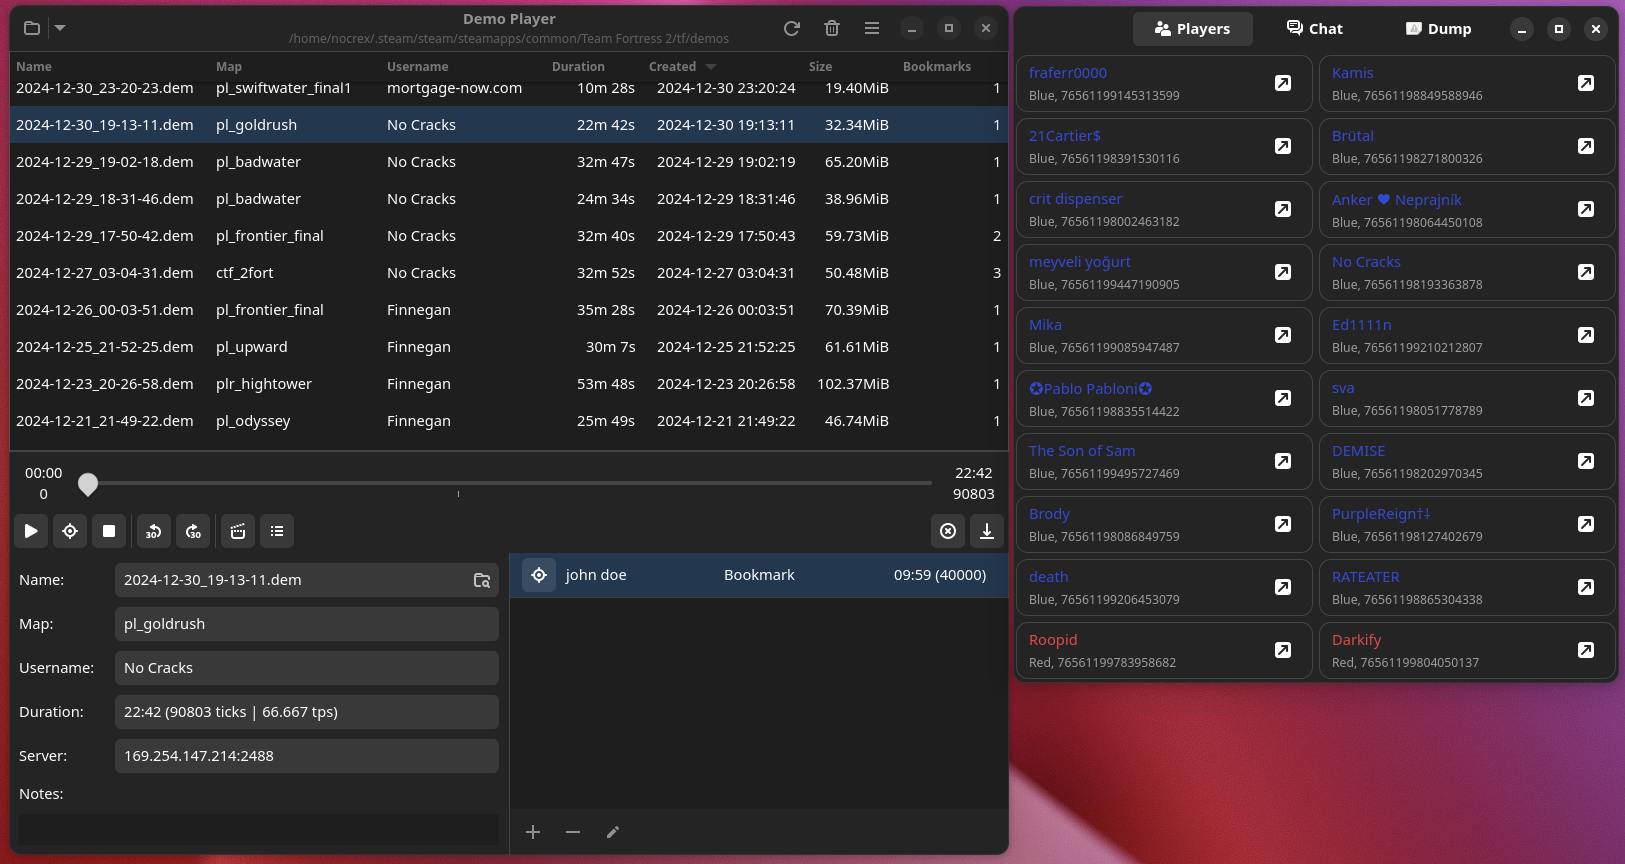 Demo Player
/home/nocrex/.steam/steam/steamapps/common/Team Fortress 2/tf/demos
Name Map Username Duration Created Size Bookmarks
2024-12-30_23-20-23.dem pl_swiftwater_final1 mortgage-now.com 10m 28s 2024-12-30 23:20:24 19.40MiB 1
2024-12-30_19-13-11.dem pl_goldrush No Cracks 22m 42s 2024-12-30 19:13:11 32.34MiB 1
2024-12-29_19-02-18.dem pl_badwater No Cracks 32m 47s 2024-12-29 19:02:19 65.20MiB 1
2024-12-29_18-31-46.dem pl_badwater No Cracks 24m 34s 2024-12-29 18:31:46 38.96MiB 1
2024-12-29_17-50-42.dem pl_frontier_final No Cracks 32m 40s 2024-12-29 17:50:43 59.73MiB 2
2024-12-27_03-04-31.dem ctf_2fort No Cracks 32m 52s 2024-12-27 03:04:31 50.48MiB 3
2024-12-26_00-03-51.dem pl_frontier_final Finnegan 35m 28s 2024-12-26 00:03:51 70.39MiB 1
2024-12-25_21-52-25.dem pl_upward Finnegan 30m 7s 2024-12-25 21:52:25 61.61MiB 1
2024-12-23_20-26-58.dem plr_hightower Finnegan 53m 48s 2024-12-23 20:26:58 102.37MiB 1
2024-12-21_21-49-22.dem pl_odyssey Finnegan 25m 49s 2024-12-21 21:49:22 46.74MiB 1
00:00 22:42
0 90803
30 30
Name: 2024-12-30_19-13-11.dem
Map: pl_goldrush
Username: No Cracks
Duration: 22:42 (90803 ticks | 66.667 tps)
Server: 169.254.147.214:2488
Notes:
john doe Bookmark 09:59 (40000)
Players Chat Dump
fraferr0000 Kamis
Blue, 76561199145313599 Blue, 76561198849588946
21Cartier$ Brütal
Blue, 76561198391530116 Blue, 76561198271800326
crit dispenser Anker ♥ Neprajník
Blue, 76561198002463182 Blue, 76561198064450108
meyveli yoğurt No Cracks
Blue, 76561199447190905 Blue, 76561198193363878
Mika Ed1111n
Blue, 76561199085947487 Blue, 76561199210212807
✪Pablo Pabloni✪ sva
Blue, 76561198835514422 Blue, 76561198051778789
The Son of Sam DEMISE
Blue, 76561199495727469 Blue, 76561198202970345
Brody PurpleReign†⸸
Blue, 76561198086849759 Blue, 76561198127402679
death RATEATER
Blue, 76561199206453079 Blue, 76561198865304338
Roopid Darkify
Red, 76561199783958682 Red, 76561199804050137